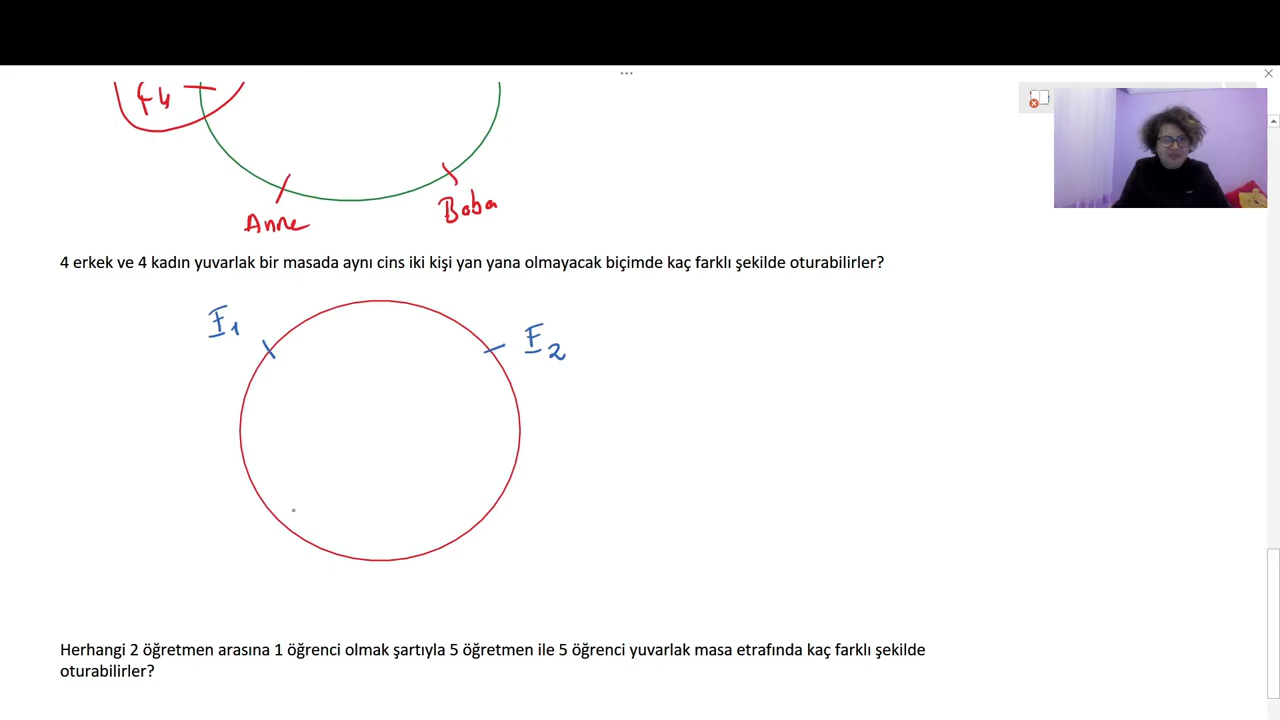 Ç4
Anne
Baba
4 erkek ve 4 kadın yuvarlak bir masada aynı cins iki kişi yan yana olmayacak biçimde kaç farklı şekilde oturabilirler?
E1
E2
Herhangi 2 öğretmen arasına 1 öğrenci olmak şartıyla 5 öğretmen ile 5 öğrenci yuvarlak masa etrafında kaç farklı şekilde
oturabilirler?